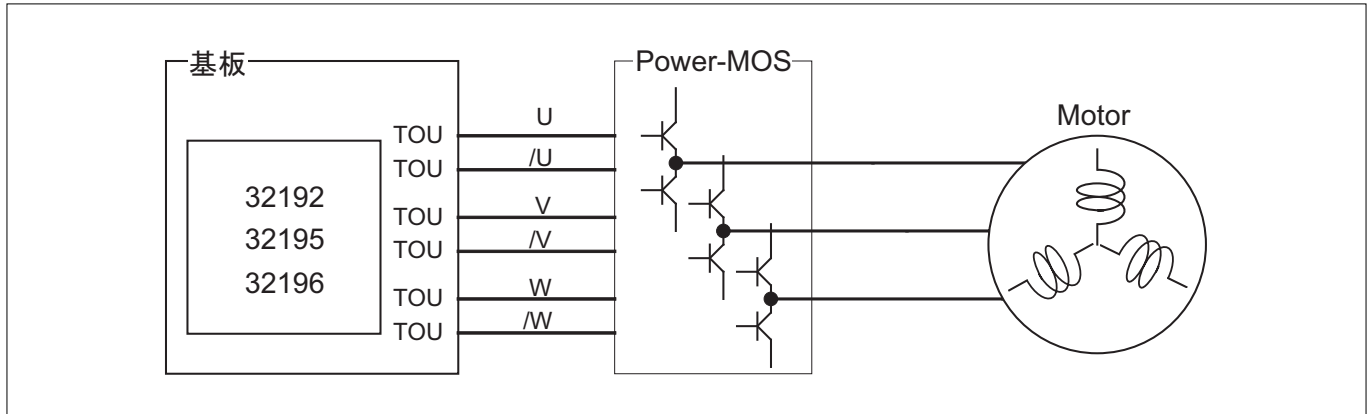 基板
32192
32195
32196
TOU
TOU
TOU
TOU
TOU
TOU
U
/U
V
/V
W
/W
Power-MOS
Motor